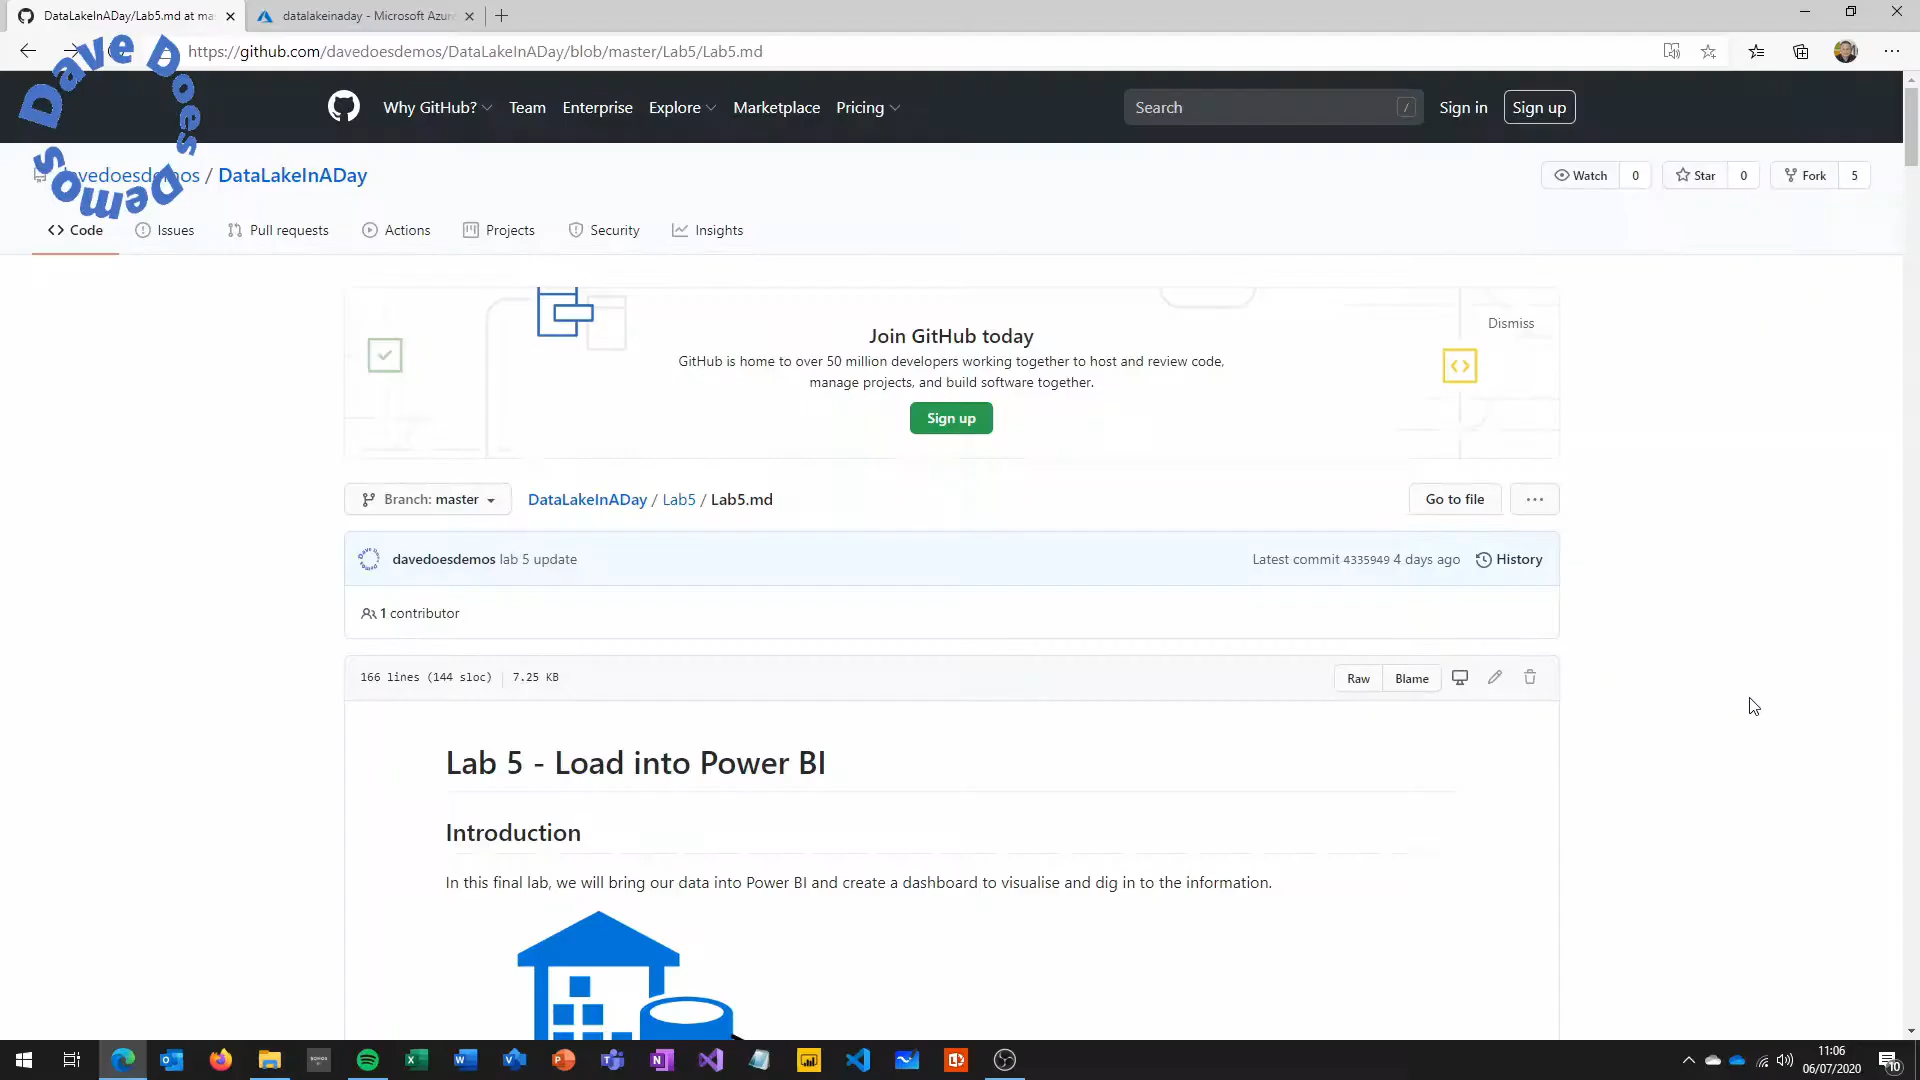 DataLakeInADay/Lab5.md at ma
datalakeinaday - Microsoft Azur
https://github.com/davedoesdemos/DataLakeInADay/blob/master/Lab5/Lab5.md
Dave Does Demos
Why GitHub? Team Enterprise Explore Marketplace Pricing
Search /
Sign in Sign up
davedoesdemos / DataLakeInADay
Watch 0 Star 0 Fork 5
Code Issues Pull requests Actions Projects Security Insights
Join GitHub today
Dismiss
GitHub is home to over 50 million developers working together to host and review code,
manage projects, and build software together.
Sign up
Branch: master DataLakeInADay / Lab5 / Lab5.md Go to file ...
davedoesdemos lab 5 update Latest commit 4335949 4 days ago History
1 contributor
166 lines (144 sloc) 7.25 KB Raw Blame
Lab 5 - Load into Power BI
Introduction
In this final lab, we will bring our data into Power BI and create a dashboard to visualise and dig in to the information.
11:06
06/07/2020
10